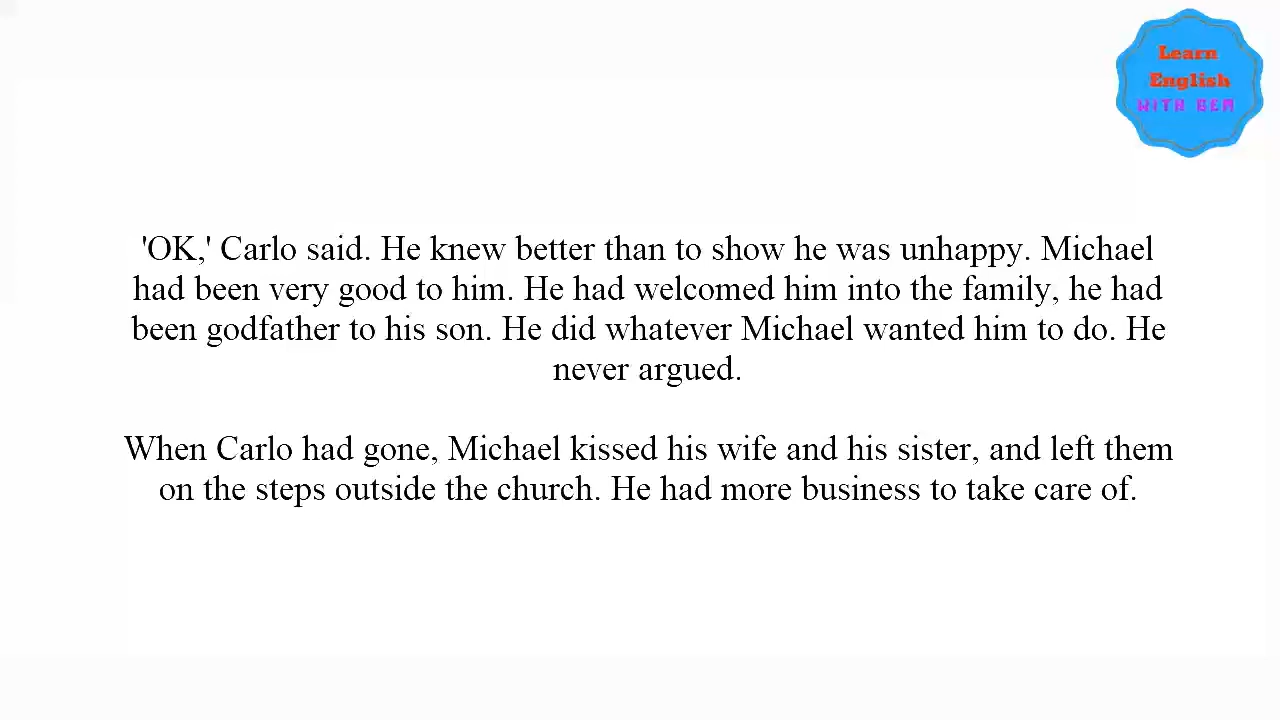 Learn
English
WITH BEN
'OK,' Carlo said. He knew better than to show he was unhappy. Michael
had been very good to him. He had welcomed him into the family, he had
been godfather to his son. He did whatever Michael wanted him to do. He
never argued.
When Carlo had gone, Michael kissed his wife and his sister, and left them
on the steps outside the church. He had more business to take care of.